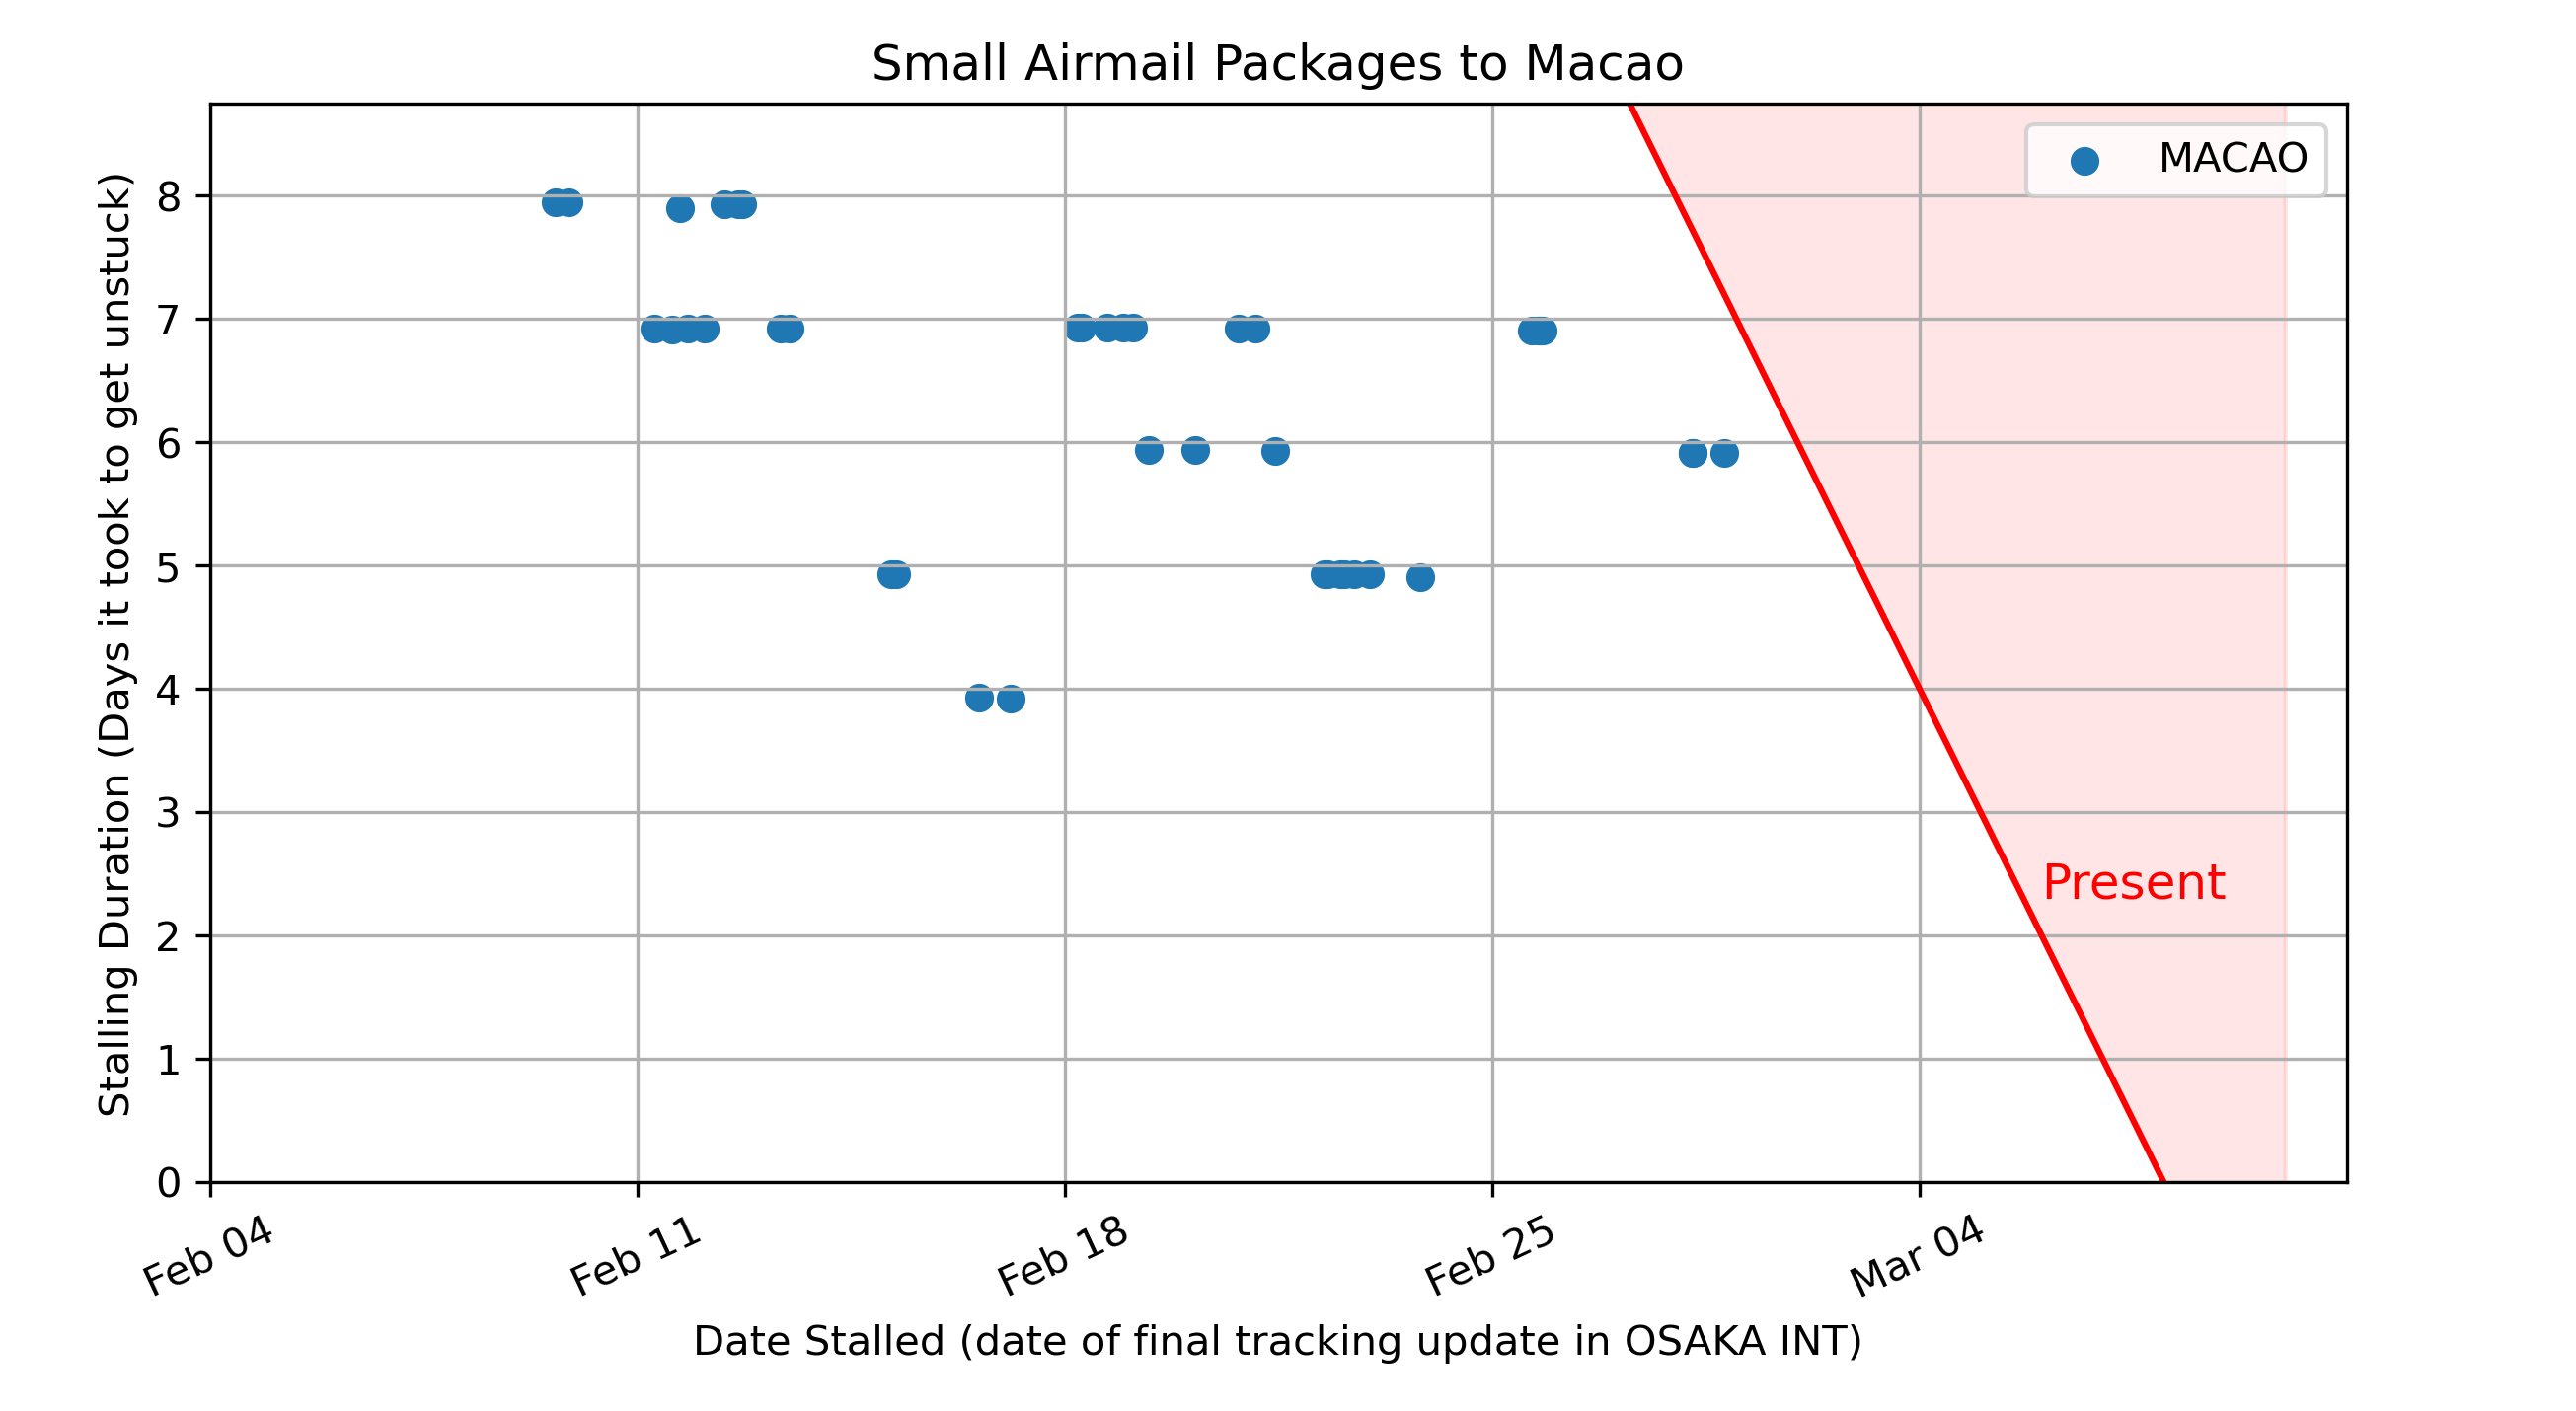 Small Airmail Packages to Macao
MACAO
Stalling Duration (Days it took to get unstuck)
8
7
6
5
4
3
2
1
0
Present
Feb 04
Feb 11
Feb 18
Feb 25
Mar 04
Date Stalled (date of final tracking update in OSAKA INT)